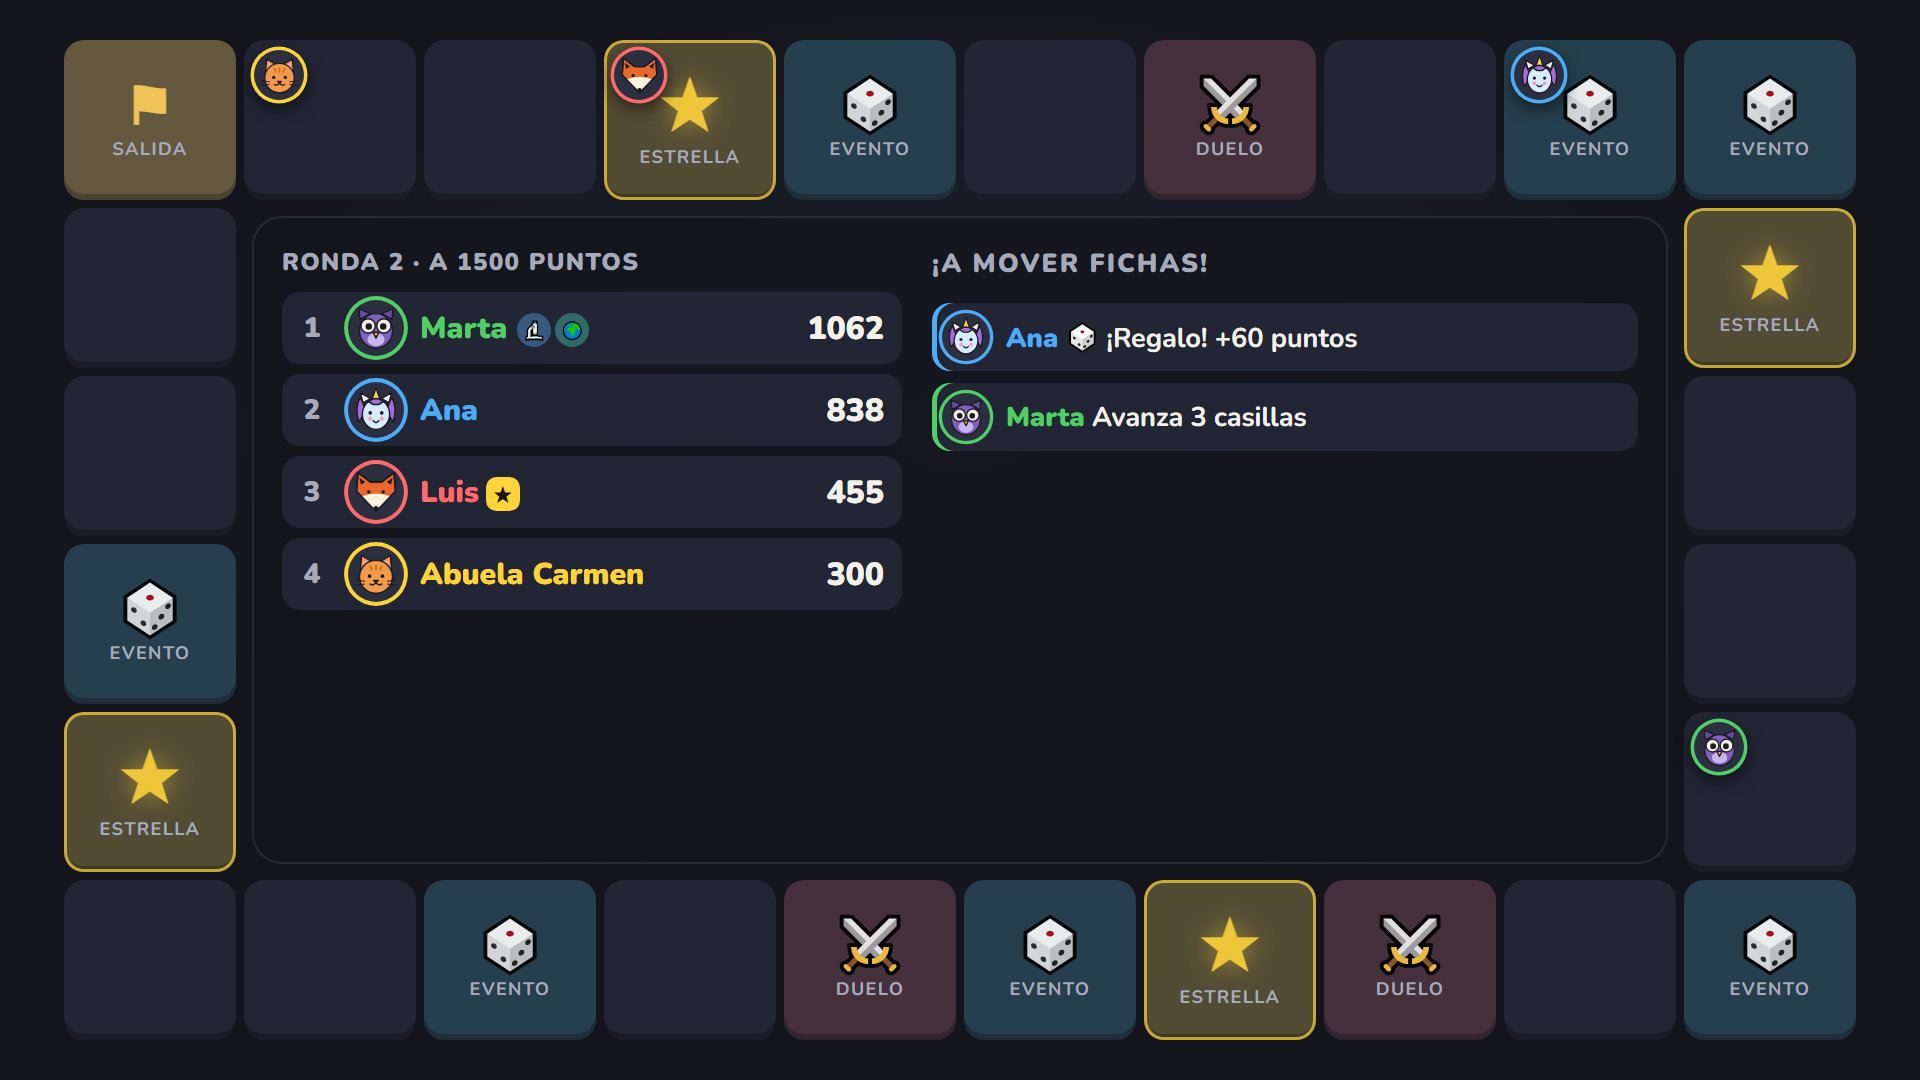 SALIDA
ESTRELLA
EVENTO
DUELO
EVENTO
EVENTO
RONDA 2 · A 1500 PUNTOS
1 Marta 1062
2 Ana 838
3 Luis 455
4 Abuela Carmen 300
¡A MOVER FICHAS!
Ana ¡Regalo! +60 puntos
Marta Avanza 3 casillas
ESTRELLA
EVENTO
ESTRELLA
EVENTO
DUELO
EVENTO
ESTRELLA
DUELO
EVENTO